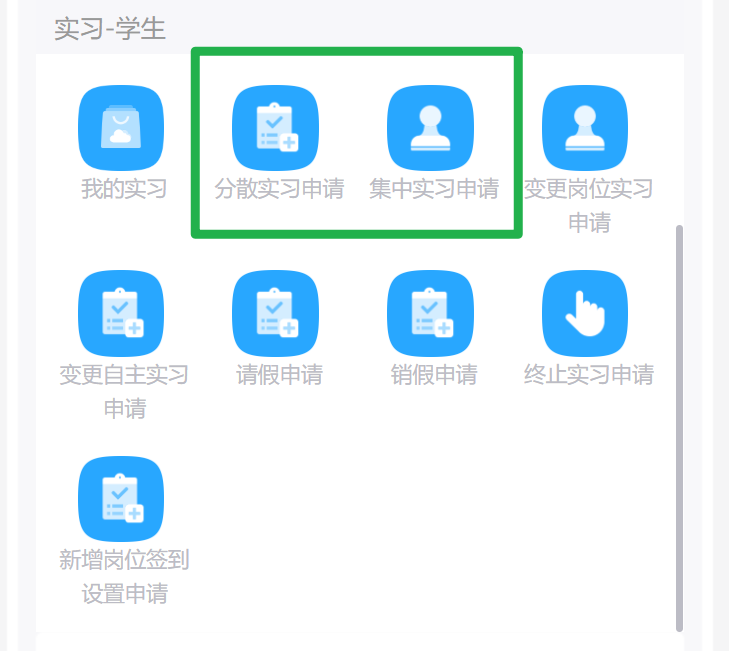 实习-学生
我的实习
分散实习申请
集中实习申请
变更岗位实习
申请
变更自主实习
申请
请假申请
销假申请
终止实习申请
新增岗位签到
设置申请